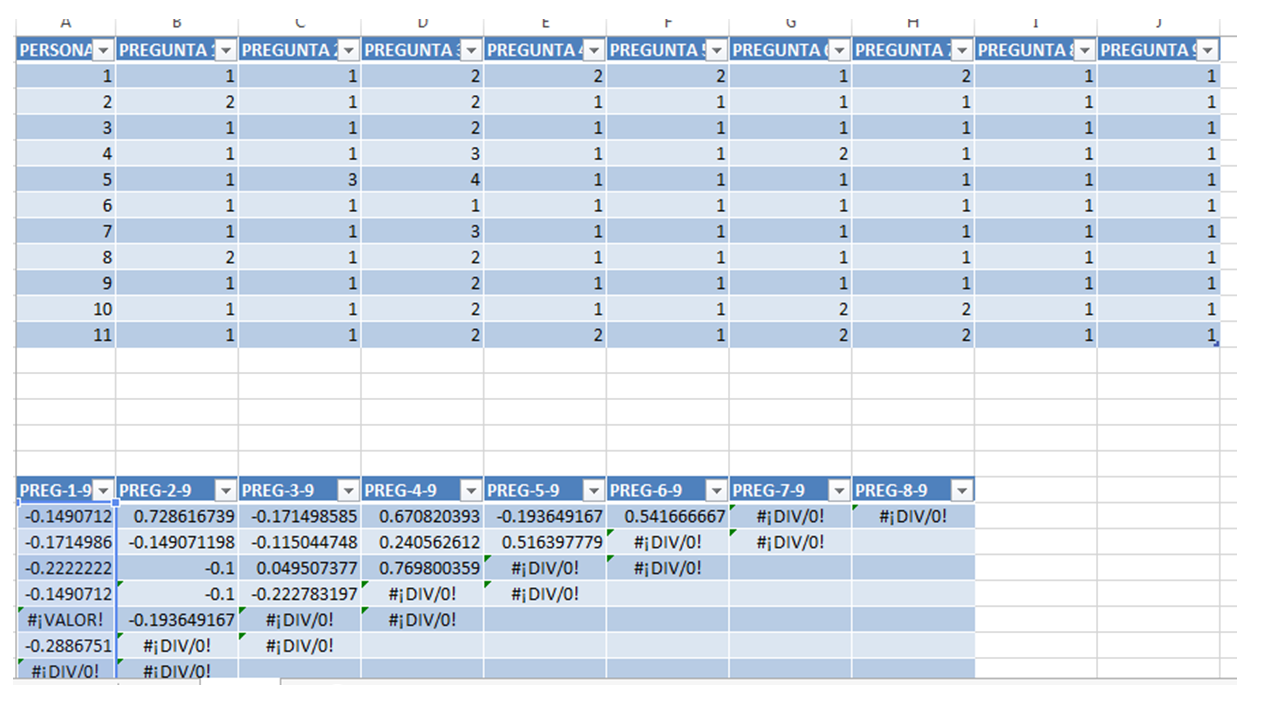 A B C D E F G H I J
PERSONA PREGUNTA 1 PREGUNTA 2 PREGUNTA 3 PREGUNTA 4 PREGUNTA 5 PREGUNTA 6 PREGUNTA 7 PREGUNTA 8 PREGUNTA 9
1 1 1 2 2 2 1 2 1 1
2 2 1 2 1 1 1 1 1 1
3 1 1 2 1 1 1 1 1 1
4 1 1 3 1 1 2 1 1 1
5 1 3 4 1 1 1 1 1 1
6 1 1 1 1 1 1 1 1 1
7 1 1 3 1 1 1 1 1 1
8 2 1 2 1 1 1 1 1 1
9 1 1 2 1 1 1 1 1 1
10 1 1 2 1 1 2 2 1 1
11 1 1 2 2 1 2 2 1 1
PREG-1-9 PREG-2-9 PREG-3-9 PREG-4-9 PREG-5-9 PREG-6-9 PREG-7-9 PREG-8-9
-0.1490712 0.728616739 -0.171498585 0.670820393 -0.193649167 0.541666667 #¡DIV/0! #¡DIV/0!
-0.1714986 -0.149071198 -0.115044748 0.240562612 0.516397779 #¡DIV/0! #¡DIV/0!
-0.2222222 -0.1 0.049507377 0.769800359 #¡DIV/0! #¡DIV/0!
-0.1490712 -0.1 -0.222783197 #¡DIV/0! #¡DIV/0!
#¡VALOR! -0.193649167 #¡DIV/0! #¡DIV/0!
-0.2886751 #¡DIV/0! #¡DIV/0!
#¡DIV/0! #¡DIV/0!